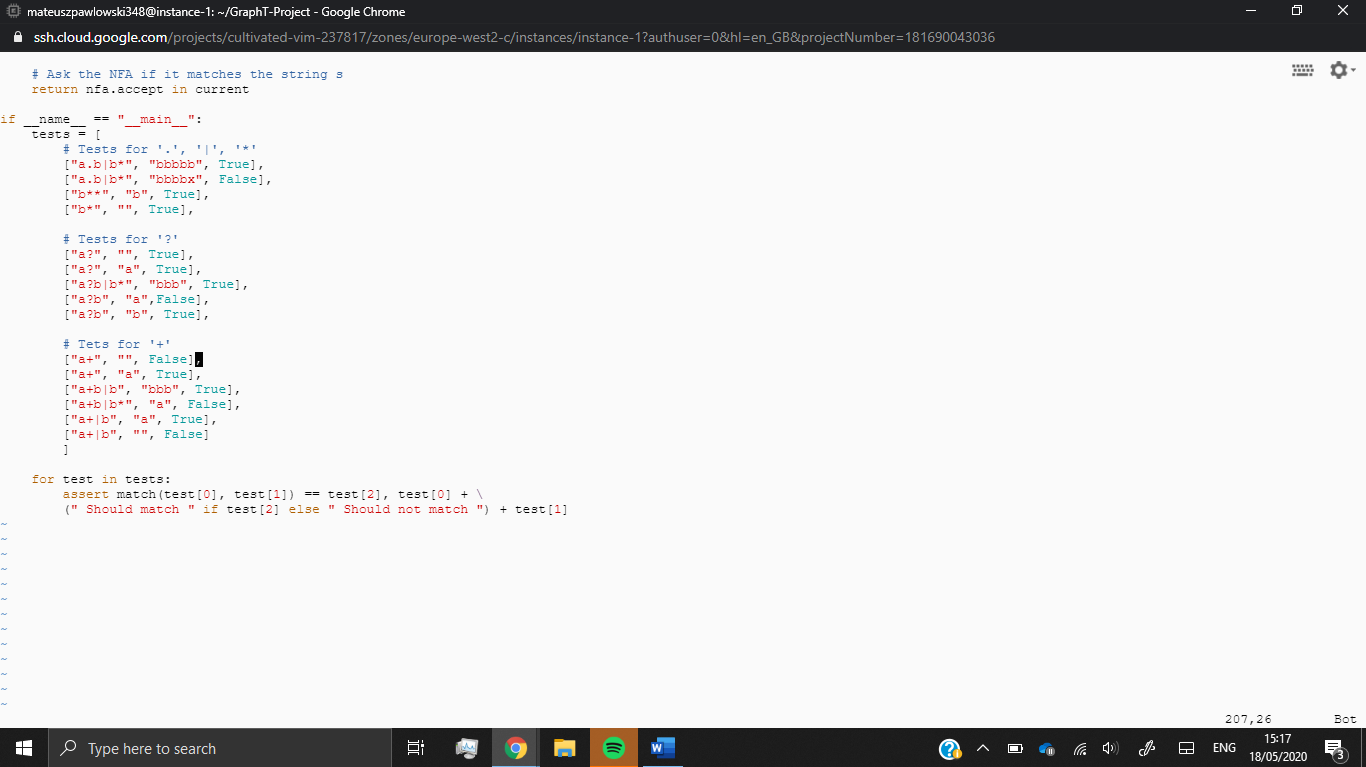 mateuszpawlowski348@instance-1: ~/GraphT-Project - Google Chrome
ssh.cloud.google.com/projects/cultivated-vim-237817/zones/europe-west2-c/instances/instance-1?authuser=0&hl=en_GB&projectNumber=181690043036
# Ask the NFA if it matches the string s
return nfa.accept in current
if __name__ == "__main__":
tests = [
# Tests for '.', '|', '*'
["a.b|b*", "bbbbb", True],
["a.b|b*", "bbbbx", False],
["b**", "b", True],
["b*", "", True],
# Tests for '?'
["a?", "", True],
["a?", "a", True],
["a?b|b*", "bbb", True],
["a?b", "a",False],
["a?b", "b", True],
# Tets for '+'
["a+", "", False],
["a+", "a", True],
["a+b|b", "bbb", True],
["a+b|b*", "a", False],
["a+|b", "a", True],
["a+|b", "", False]
]
for test in tests:
assert match(test[0], test[1]) == test[2], test[0] + \
(" Should match " if test[2] else " Should not match ") + test[1]
~
~
~
~
~
~
~
~
~
~
~
~
~
207,26 Bot
Type here to search
ENG
15:17
18/05/2020
3